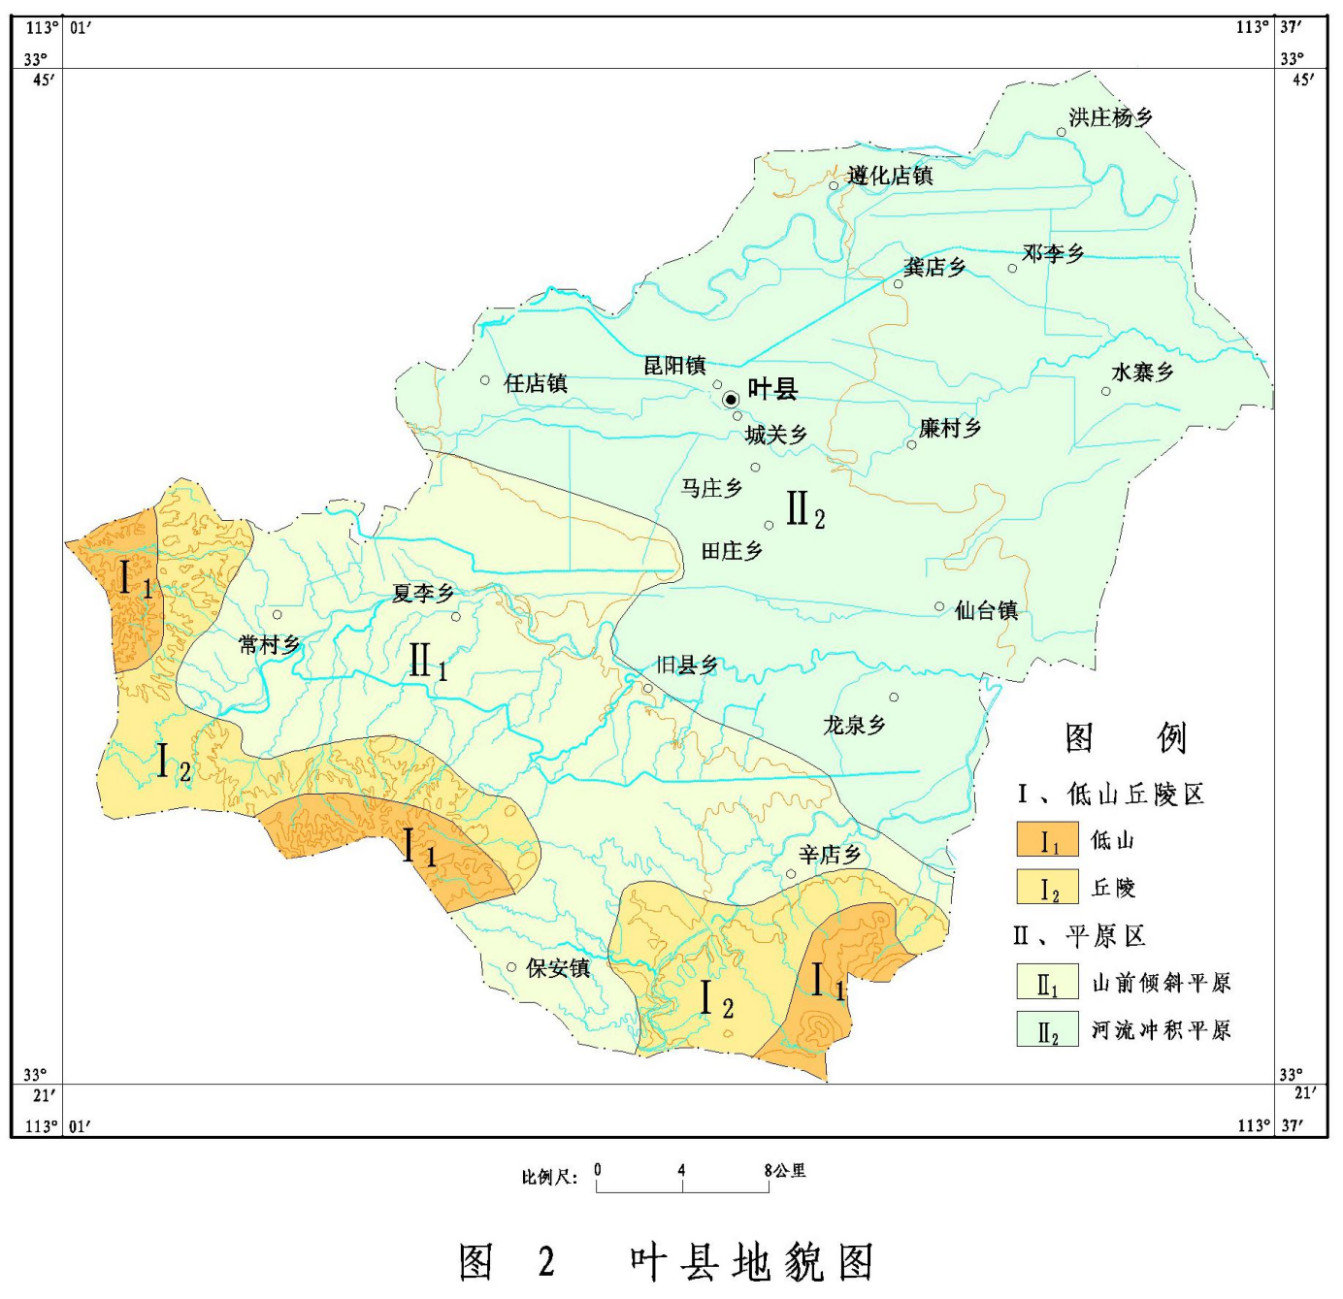 113° 01′
113° 37′
33°
45′
33°
45′
洪庄杨乡
遵化店镇
邓李乡
龚店乡
昆阳镇
水寨乡
任店镇
叶县
廉村乡
城关乡
马庄乡
Ⅱ2
田庄乡
Ⅰ1
夏李乡
仙台镇
常村乡
Ⅱ1
旧县乡
龙泉乡
Ⅰ2
Ⅰ1
辛店乡
保安镇
Ⅰ2
Ⅰ1
图 例
Ⅰ、低山丘陵区
Ⅰ1 低山
Ⅰ2 丘陵
Ⅱ、平原区
Ⅱ1 山前倾斜平原
Ⅱ2 河流冲积平原
33°
21′
33°
21′
113° 01′
113° 37′
比例尺: 0 4 8公里
图 2 叶县地貌图